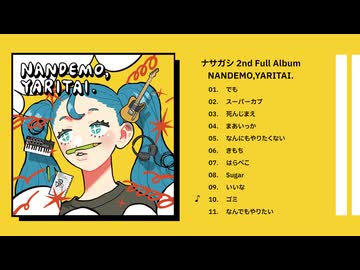 NANDEMO,
YARITAI.
ナサガシ 2nd Full Album
NANDEMO,YARITAI.
01. でも
02. スーパーカブ
03. 死んじまえ
04. まあいっか
05. なんにもやりたくない
06. きもち
07. はらぺこ
08. Sugar
09. いいな
♪ 10. ゴミ
11. なんでもやりたい